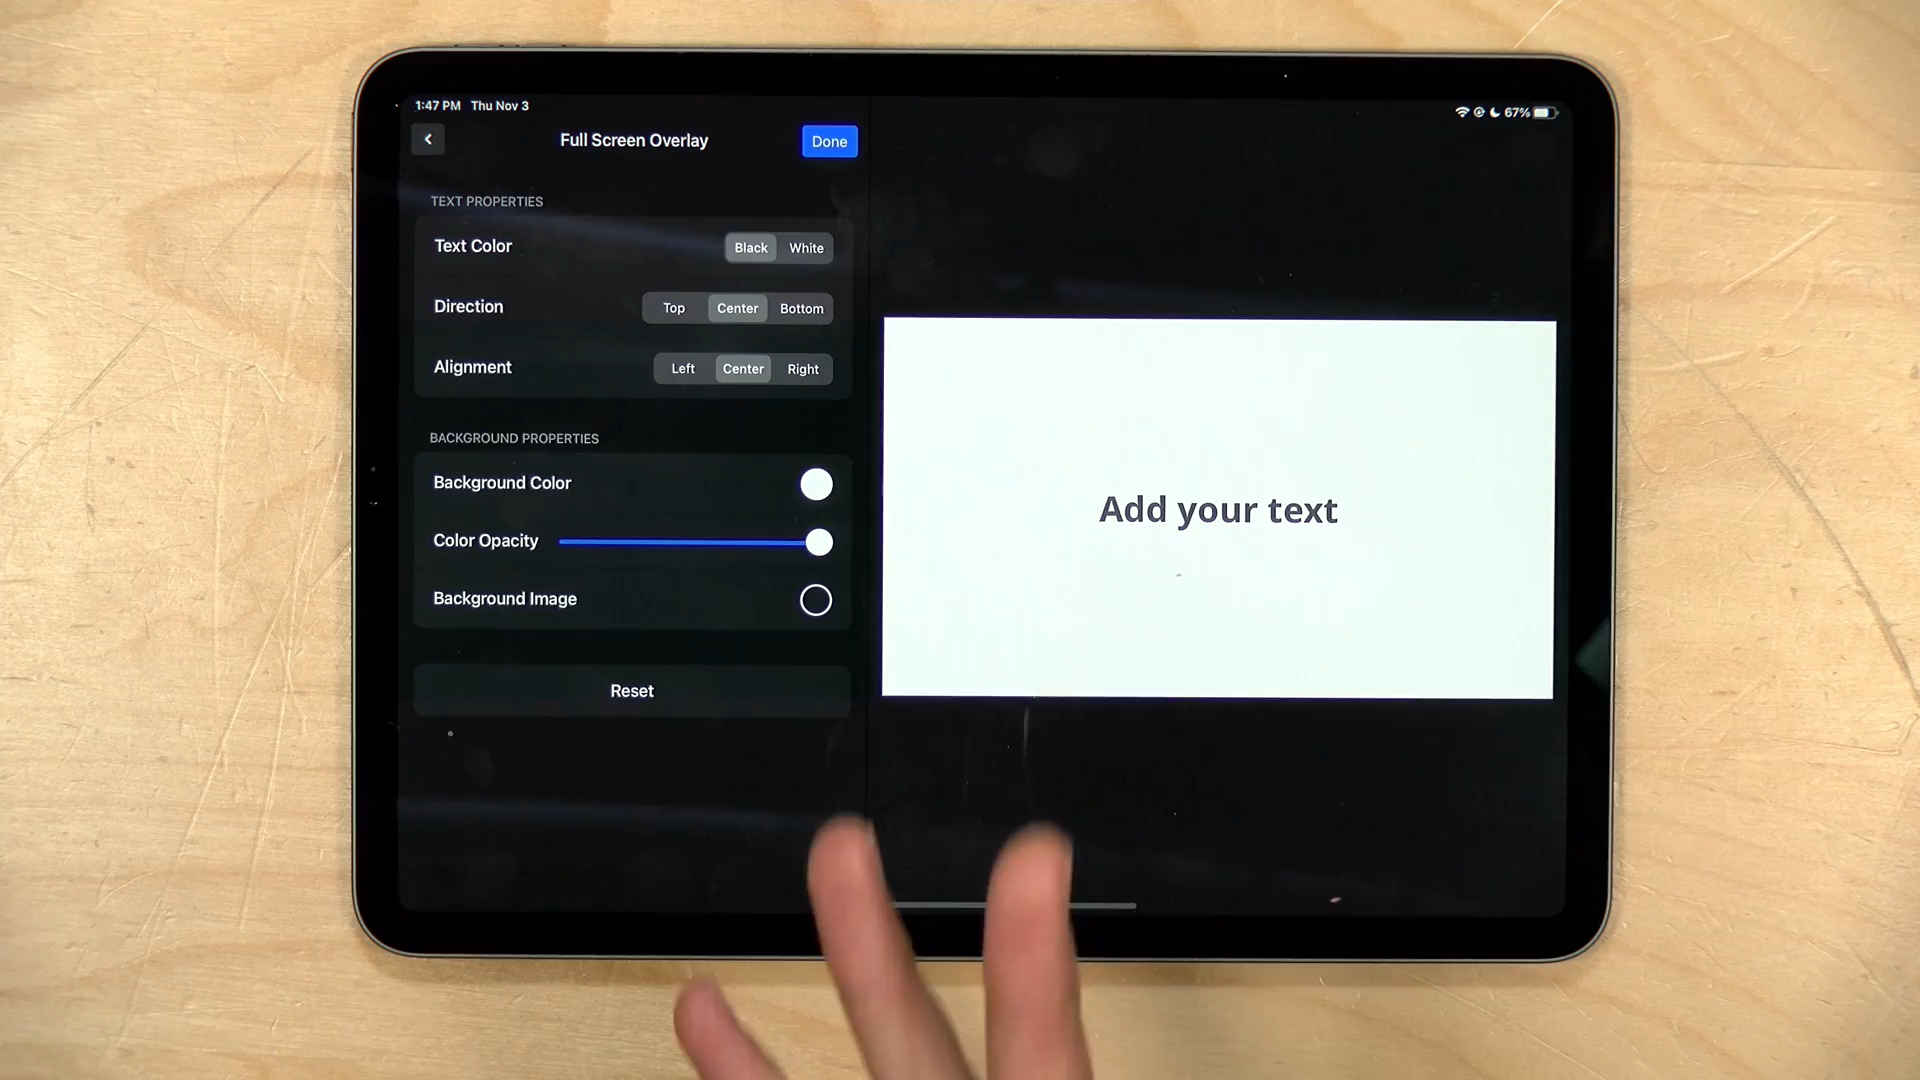 1:47 PM Thu Nov 3
67%
Full Screen Overlay
Done
TEXT PROPERTIES
Text Color
Black White
Direction
Top Center Bottom
Alignment
Left Center Right
BACKGROUND PROPERTIES
Background Color
Color Opacity
Background Image
Reset
Add your text